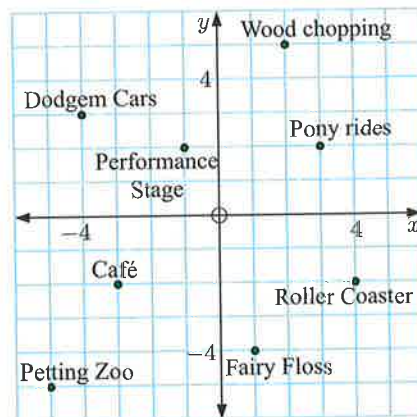 y
Wood chopping
4
Dodgem Cars
Pony rides
Performance
Stage
-4
4
x
Café
Roller Coaster
-4
Fairy Floss
Petting Zoo